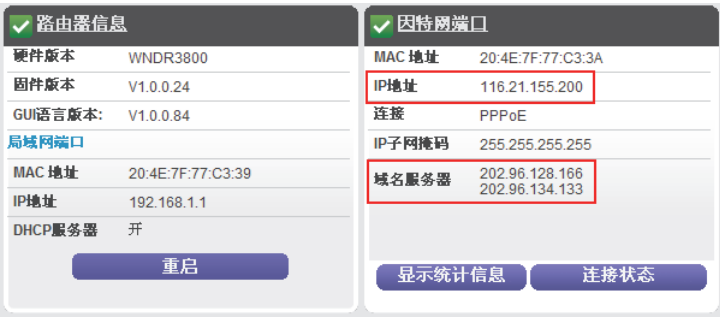 路由器信息
硬件版本 WNDR3800
固件版本 V1.0.0.24
GUI语言版本: V1.0.0.84
局域网端口
MAC 地址 20:4E:7F:77:C3:39
IP地址 192.168.1.1
DHCP服务器 开
重启
因特网端口
MAC 地址 20:4E:7F:77:C3:3A
IP地址 116.21.155.200
连接 PPPoE
IP子网掩码 255.255.255.255
域名服务器 202.96.128.166
202.96.134.133
显示统计信息 连接状态